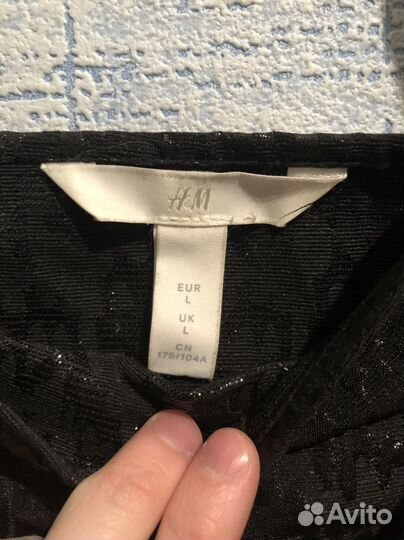 H&M
EUR
L
UK
L
CN
175/104A
Avito